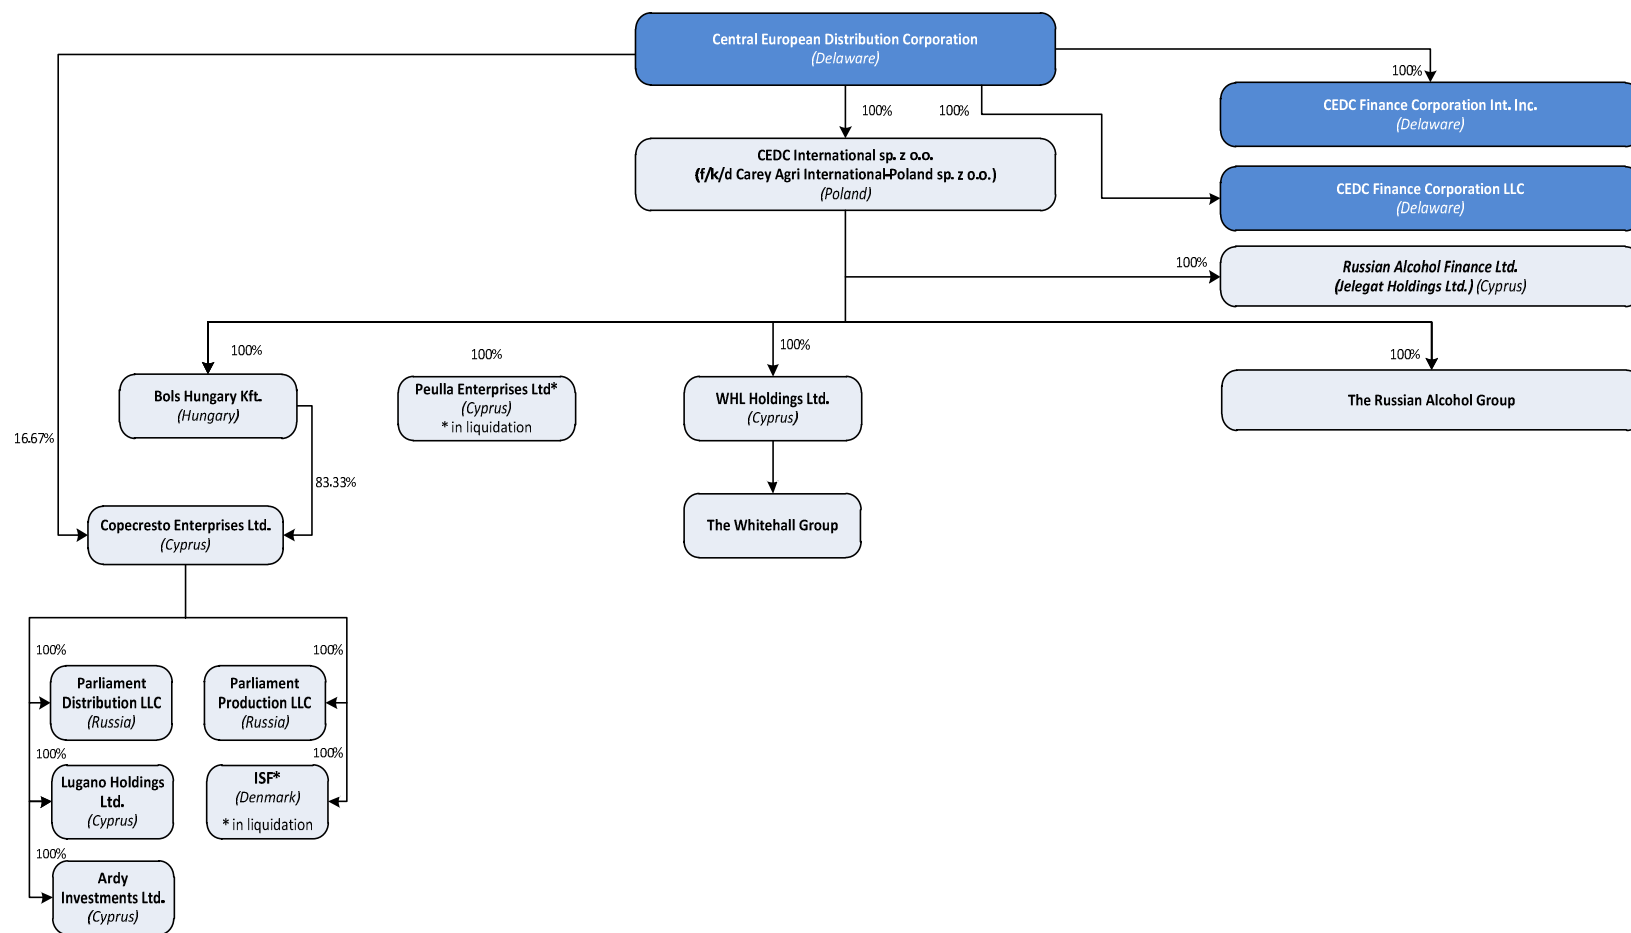 Central European Distribution Corporation
(Delaware)
100%
CEDC Finance Corporation Int. Inc.
(Delaware)
100%
100%
CEDC International sp. z o.o.
(f/k/d Carey Agri International-Poland sp. z o.o.)
(Poland)
CEDC Finance Corporation LLC
(Delaware)
100%
Russian Alcohol Finance Ltd.
(Jelegat Holdings Ltd.) (Cyprus)
100%
100%
100%
100%
Bols Hungary Kft.
(Hungary)
Peulla Enterprises Ltd*
(Cyprus)
* in liquidation
WHL Holdings Ltd.
(Cyprus)
The Russian Alcohol Group
16.67%
83.33%
Copecresto Enterprises Ltd.
(Cyprus)
The Whitehall Group
100%
100%
Parliament
Distribution LLC
(Russia)
Parliament
Production LLC
(Russia)
100%
100%
Lugano Holdings
Ltd.
(Cyprus)
ISF*
(Denmark)
* in liquidation
100%
Ardy
Investments Ltd.
(Cyprus)